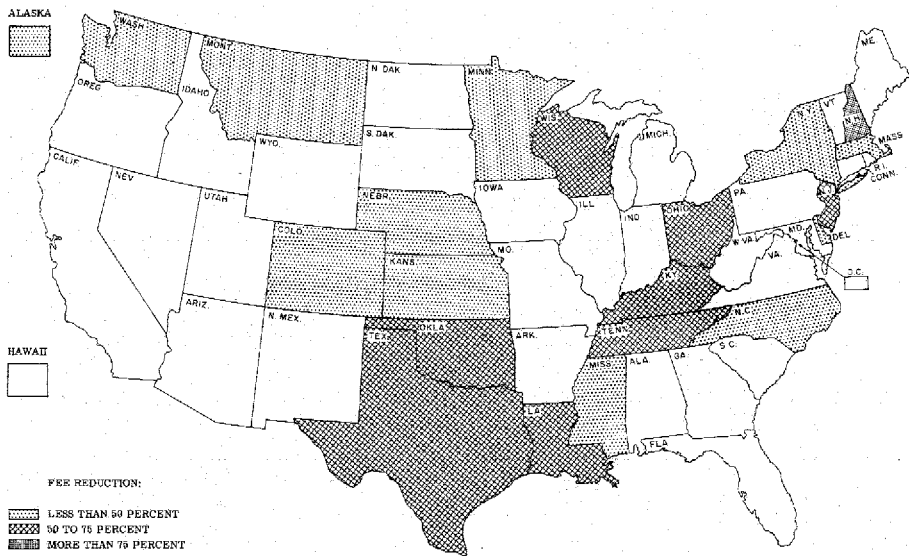 ALASKA
WASH.
MONT.
N. DAK.
MINN.
ME.
OREG.
IDAHO
WIS.
MICH.
N.Y.
VT.
N.H.
MASS
S. DAK.
WYO.
R.I.
CONN.
CALIF.
NEV.
UTAH
NEBR.
IOWA
ILL.
IND
OHIO
PA.
N.J.
COLO.
KANS.
MO.
KY.
W. VA.
VA.
MD.
DEL
D.C.
ARIZ.
N. MEX.
TEX.
OKLA.
ARK.
TENN.
N.C.
S.C.
MISS.
ALA.
GA.
LA.
FLA
HAWAII
FEE REDUCTION:
LESS THAN 50 PERCENT
50 TO 75 PERCENT
MORE THAN 75 PERCENT